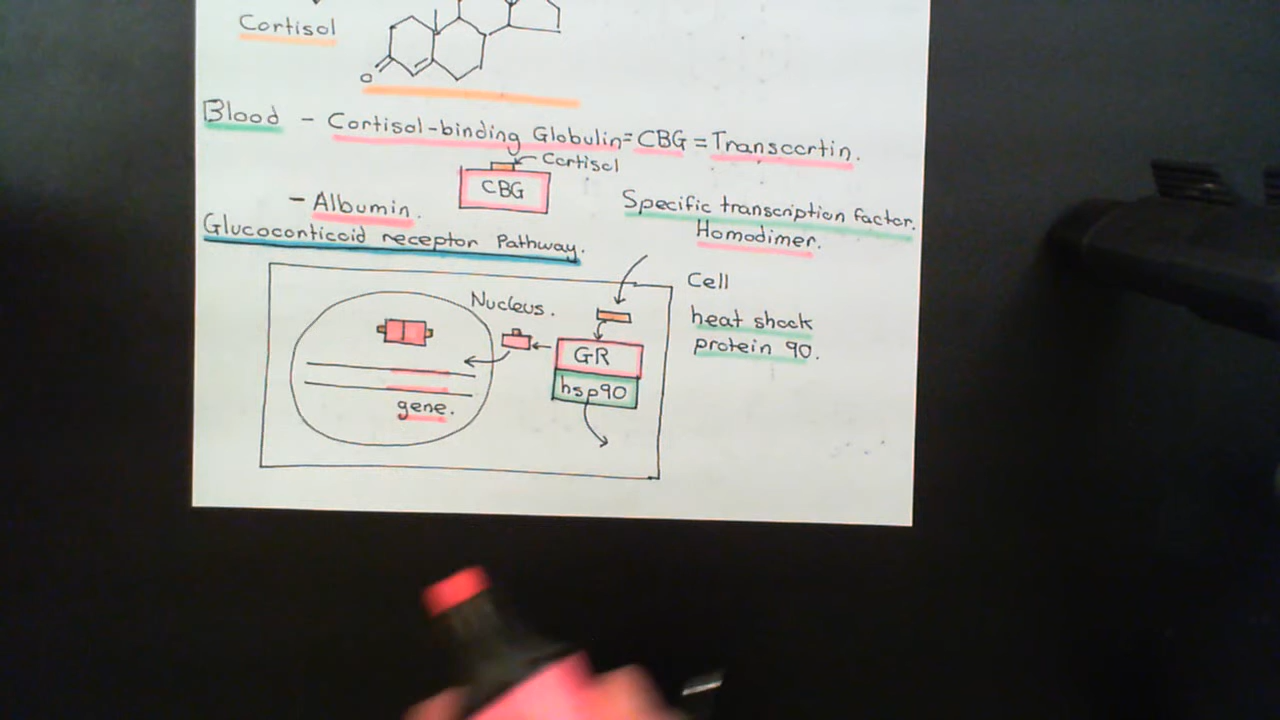 Cortisol
O
Blood - Cortisol-binding Globulin = CBG = Transcortin.
Cortisol
CBG
- Albumin.
Specific transcription factor.
Homodimer.
Glucocorticoid receptor Pathway.
Cell
Nucleus.
heat shock
protein 90.
GR
hsp90
gene.